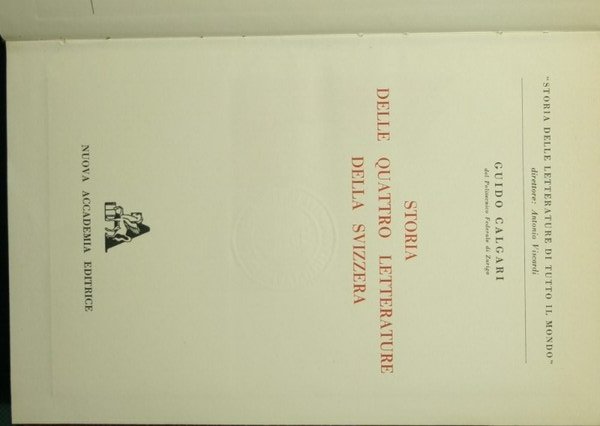 "STORIA DELLE LETTERATURE DI TUTTO IL MONDO"
direttore: Antonio Viscardi
GUIDO CALGARI
del Politecnico Federale di Zurigo
STORIA
DELLE QUATTRO LETTERATURE
DELLA SVIZZERA
NUOVA ACCADEMIA EDITRICE